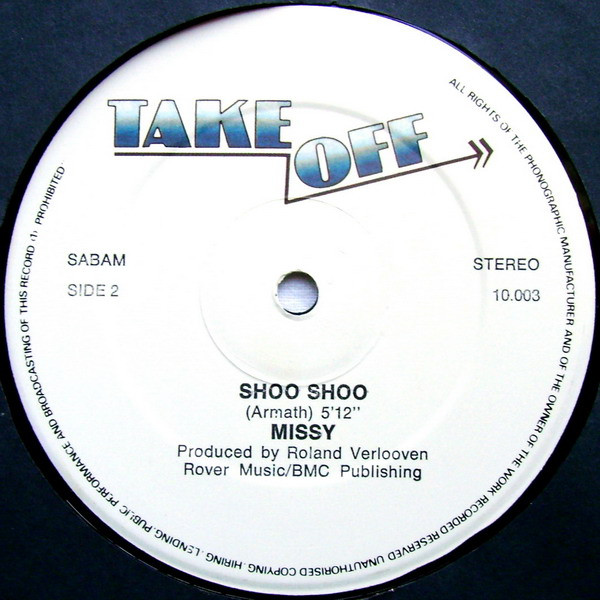 TAKE
OFF
ALL RIGHTS OF THE PHONOGRAPHIC MANUFACTURER AND OF THE OWNER OF THE WORK RECORDED RESERVED UNAUTHORISED COPYING. HIRING. LENDING. PUBLIC PERFORMANCE AND BROADCASTING OF THIS RECORD (1) PROHIBITED
SABAM
STEREO
SIDE 2
10.003
SHOO SHOO
(Armath) 5'12"
MISSY
Produced by Roland Verlooven
Rover Music/BMC Publishing